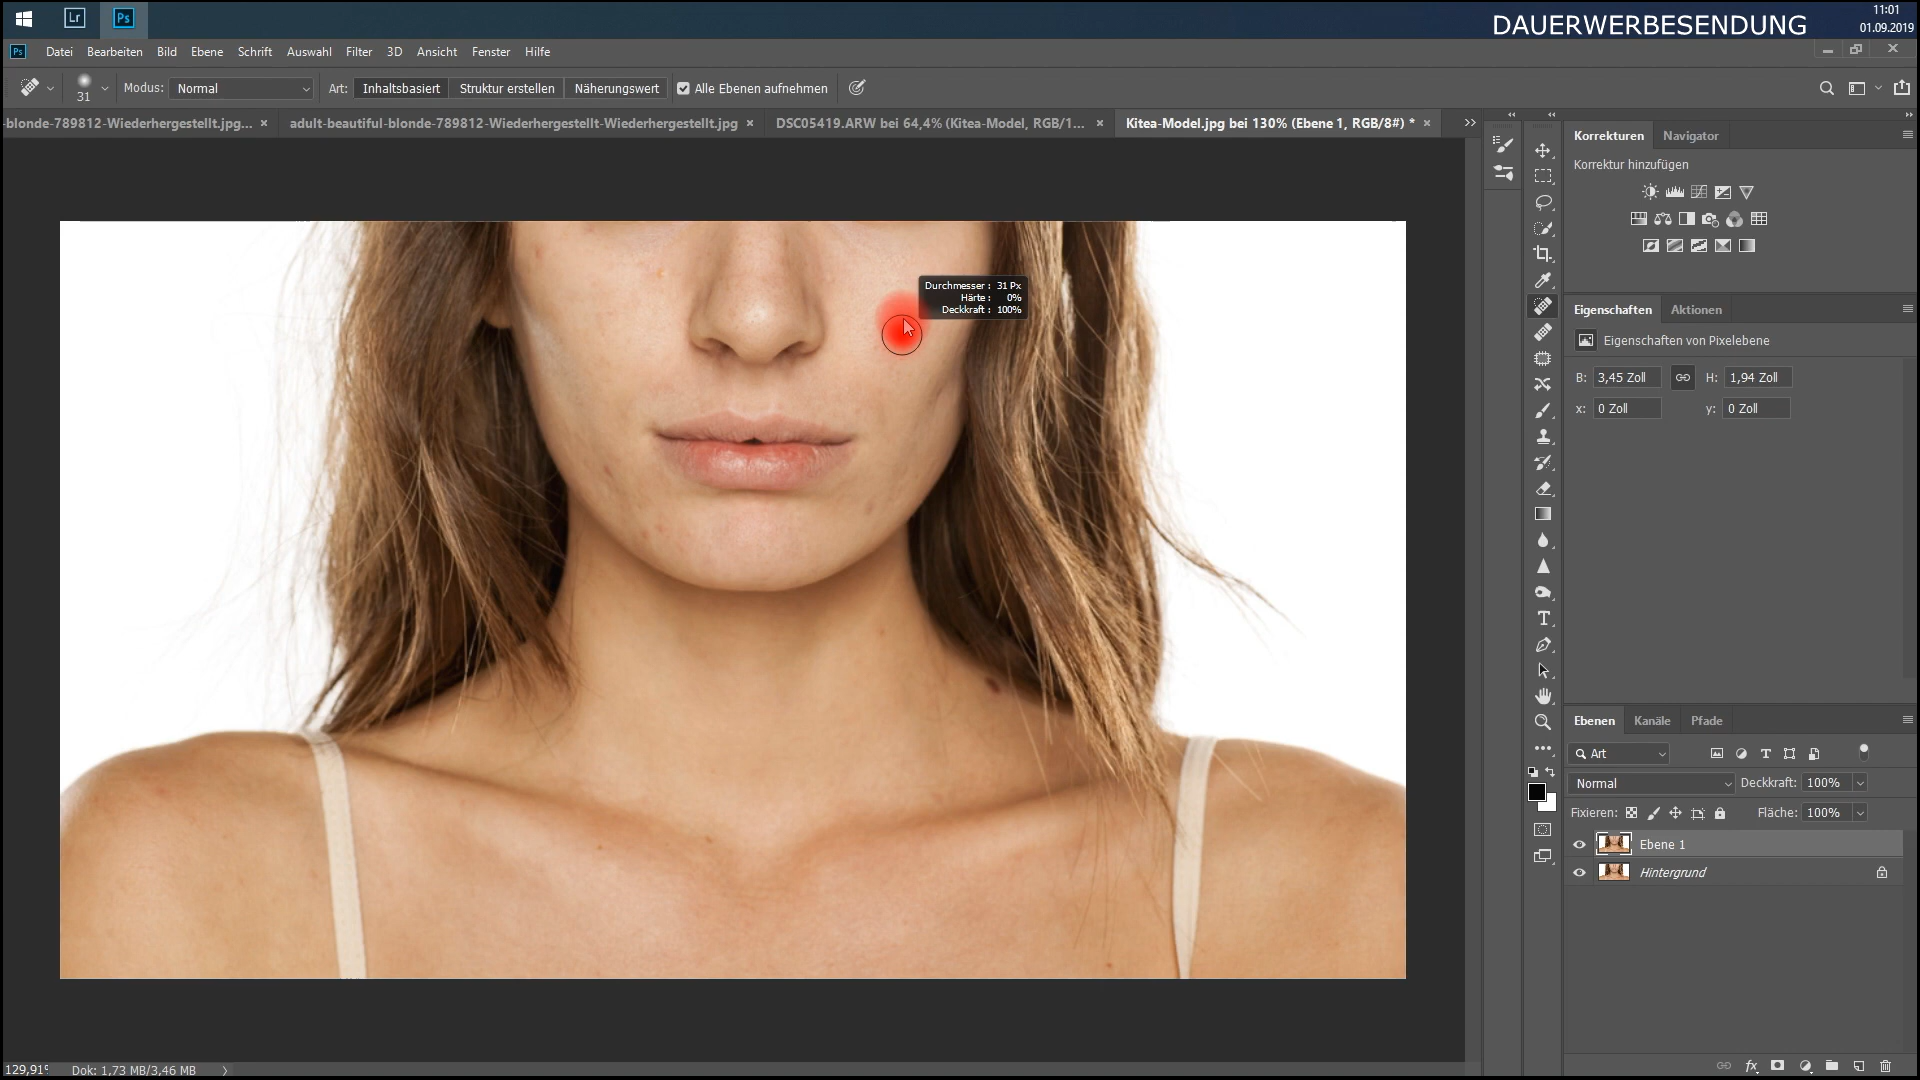 Lr Ps
DAUERWERBESENDUNG
11:01
01.09.2019
Ps Datei Bearbeiten Bild Ebene Schrift Auswahl Filter 3D Ansicht Fenster Hilfe
31 Modus: Normal Art: Inhaltsbasiert Struktur erstellen Näherungswert Alle Ebenen aufnehmen
-blonde-789812-Wiederhergestellt.jpg... × adult-beautiful-blonde-789812-Wiederhergestellt-Wiederhergestellt.jpg × DSC05419.ARW bei 64,4% (Kitea-Model, RGB/1... × Kitea-Model.jpg bei 130% (Ebene 1, RGB/8#) * ×
Korrekturen Navigator
Korrektur hinzufügen
Durchmesser : 31 Px
Härte : 0%
Deckkraft : 100%
Eigenschaften Aktionen
Eigenschaften von Pixelebene
B: 3,45 Zoll H: 1,94 Zoll
x: 0 Zoll y: 0 Zoll
Ebenen Kanäle Pfade
Art
Normal Deckkraft: 100%
Fixieren: Fläche: 100%
Ebene 1
Hintergrund
fx
129,91% Dok: 1,73 MB/3,46 MB